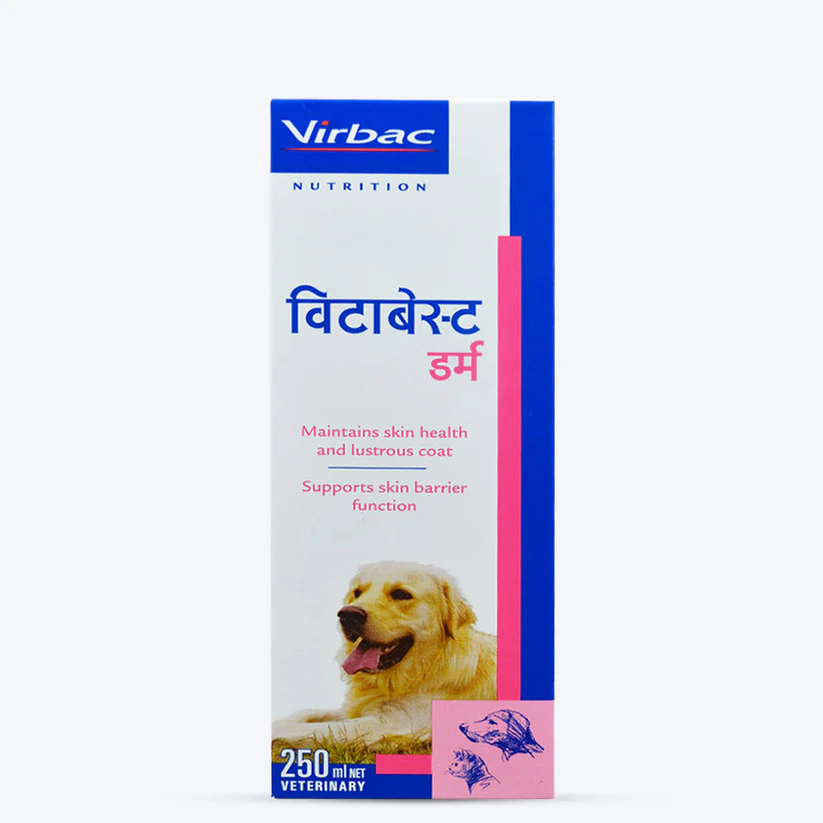 Virbac
NUTRITION
विटाबेस्ट
डर्म
Maintains skin health
and lustrous coat
Supports skin barrier
function
250 ml NET
VETERINARY